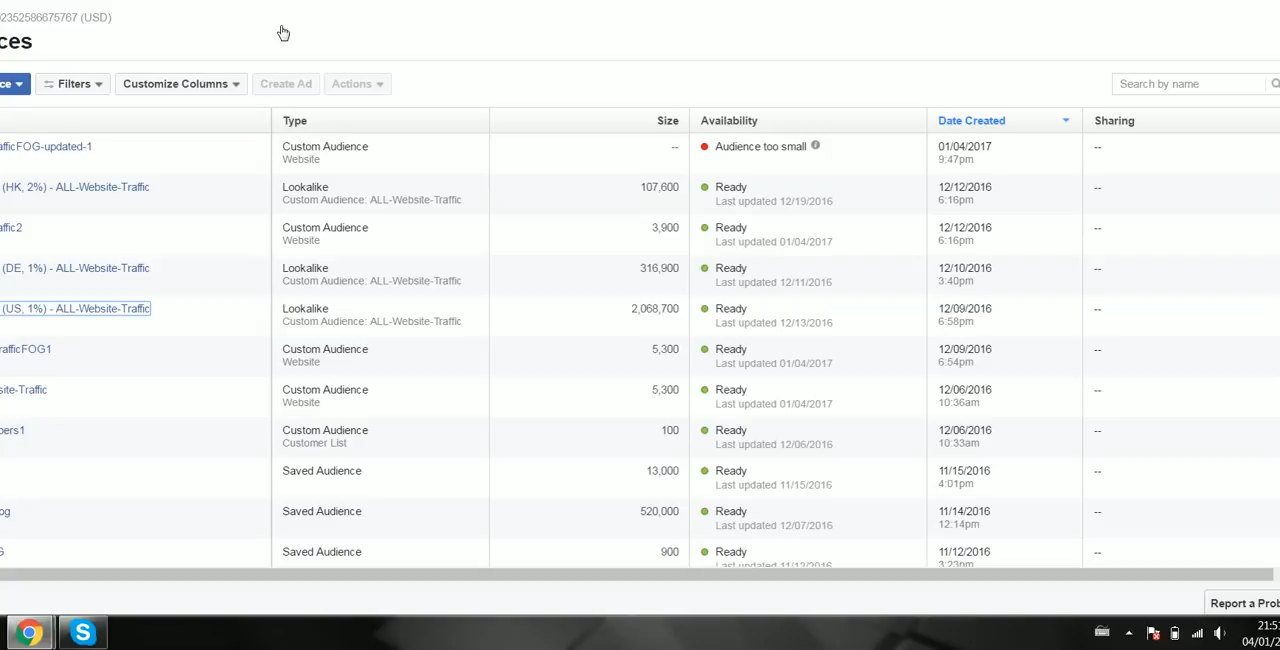 02352586675767 (USD)
ces
ce Filters Customize Columns Create Ad Actions Search by name
Type Size Availability Date Created Sharing
afficFOG-updated-1 Custom Audience -- Audience too small 01/04/2017 --
Website 9:47pm
(HK, 2%) - ALL-Website-Traffic Lookalike 107,600 Ready 12/12/2016 --
Custom Audience: ALL-Website-Traffic Last updated 12/19/2016 6:16pm
affic2 Custom Audience 3,900 Ready 12/12/2016 --
Website Last updated 01/04/2017 6:16pm
(DE, 1%) - ALL-Website-Traffic Lookalike 316,900 Ready 12/10/2016 --
Custom Audience: ALL-Website-Traffic Last updated 12/11/2016 3:40pm
(US, 1%) - ALL-Website-Traffic Lookalike 2,068,700 Ready 12/09/2016 --
Custom Audience: ALL-Website-Traffic Last updated 12/13/2016 6:58pm
rafficFOG1 Custom Audience 5,300 Ready 12/09/2016 --
Website Last updated 01/04/2017 6:54pm
site-Traffic Custom Audience 5,300 Ready 12/06/2016 --
Website Last updated 01/04/2017 10:36am
bers1 Custom Audience 100 Ready 12/06/2016 --
Customer List Last updated 12/06/2016 10:33am
Saved Audience 13,000 Ready 11/15/2016 --
Last updated 11/15/2016 4:01pm
og Saved Audience 520,000 Ready 11/14/2016 --
Last updated 12/07/2016 12:14pm
G Saved Audience 900 Ready 11/12/2016 --
Last updated 11/12/2016 3:23pm
Report a Prob
21:5
04/01/2